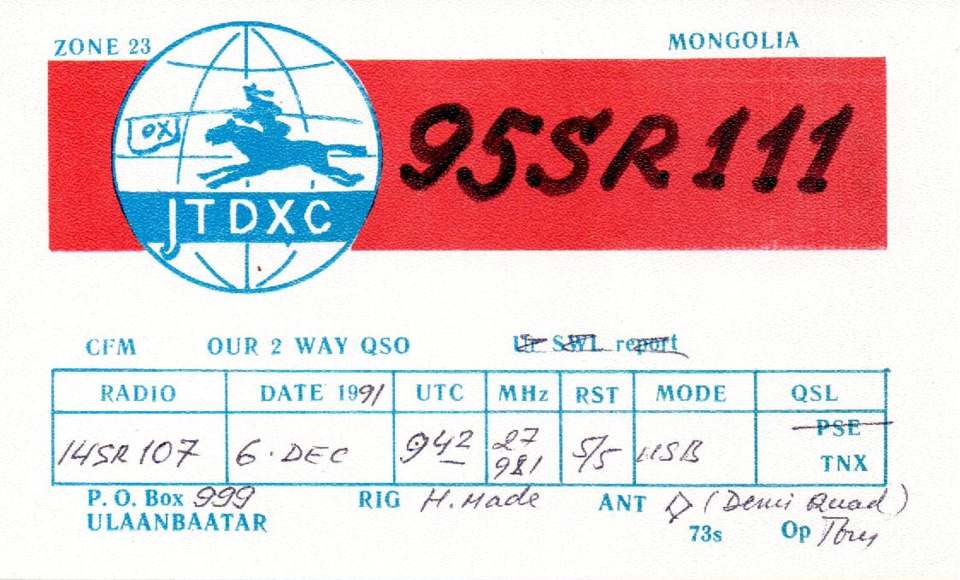 ZONE 23
MONGOLIA
OX
JTDXC
95SR111
CFM OUR 2 WAY QSO Ur SWL report
RADIO DATE 1991 UTC MHz RST MODE QSL
14SR107 6. DEC 942 27 981 5/5 USB PSE TNX
P.O. Box 999 RIG H. Made ANT (Demi Quad)
ULAANBAATAR 73s Op